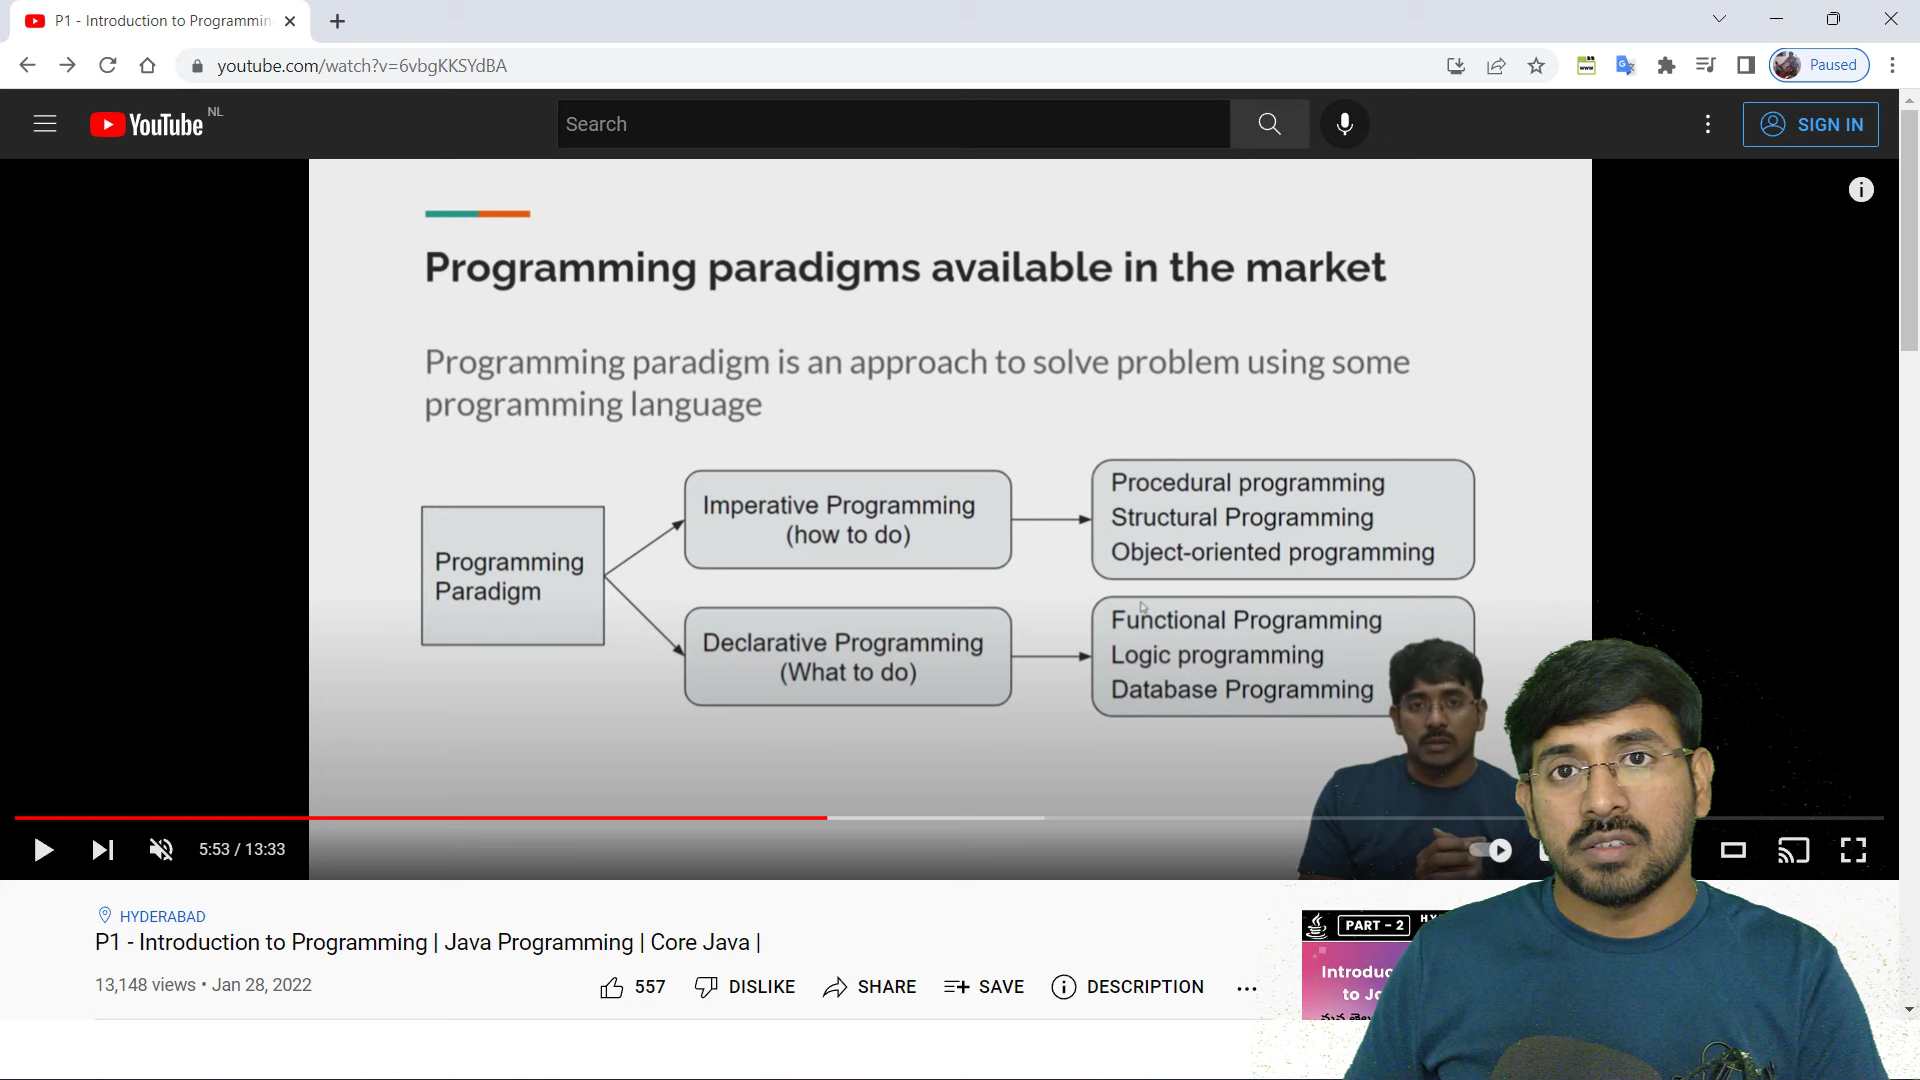 P1 - Introduction to Programmin
youtube.com/watch?v=6vbgKKSYdBA
Paused
YouTube NL
Search
SIGN IN
Programming paradigms available in the market
Programming paradigm is an approach to solve problem using some
programming language
Programming
Paradigm
Imperative Programming
(how to do)
Procedural programming
Structural Programming
Object-oriented programming
Declarative Programming
(What to do)
Functional Programming
Logic programming
Database Programming
5:53 / 13:33
HYDERABAD
P1 - Introduction to Programming | Java Programming | Core Java |
13,148 views • Jan 28, 2022
557
DISLIKE
SHARE
SAVE
DESCRIPTION
PART - 2
HY
Introduc
to J